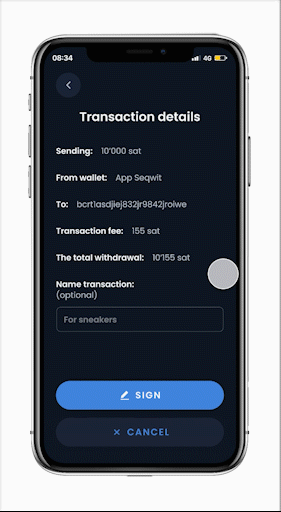 08:34 4G
Transaction details
Sending: 10'000 sat
From wallet: App Seqwit
To: bcrt1asdjiej832jr9842jroiwe
Transaction fee: 155 sat
The total withdrawal: 10'155 sat
Name transaction:
(optional)
For sneakers
SIGN
CANCEL